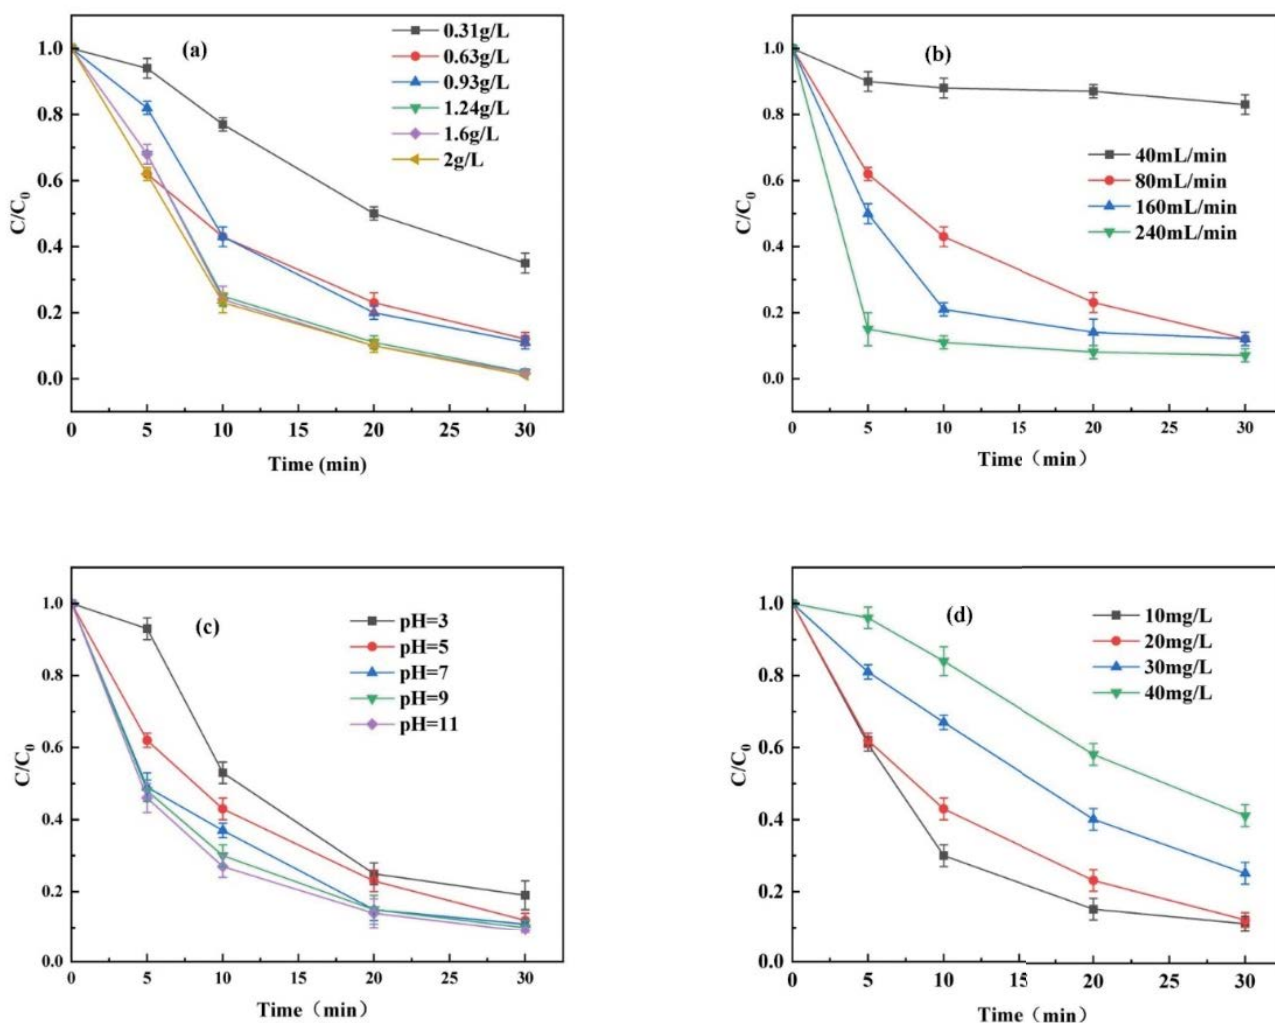 (a)
0.31g/L
0.63g/L
0.93g/L
1.24g/L
1.6g/L
2g/L
1.0
0.8
0.6
0.4
0.2
0.0
C/C0
0 5 10 15 20 25 30
Time (min)
(b)
40mL/min
80mL/min
160mL/min
240mL/min
1.0
0.8
0.6
0.4
0.2
0.0
C/C0
0 5 10 15 20 25 30
Time（min）
(c)
pH=3
pH=5
pH=7
pH=9
pH=11
1.0
0.8
0.6
0.4
0.2
0.0
C/C0
0 5 10 15 20 25 30
Time（min）
(d)
10mg/L
20mg/L
30mg/L
40mg/L
1.0
0.8
0.6
0.4
0.2
0.0
C/C0
0 5 10 15 20 25 30
Time（min）